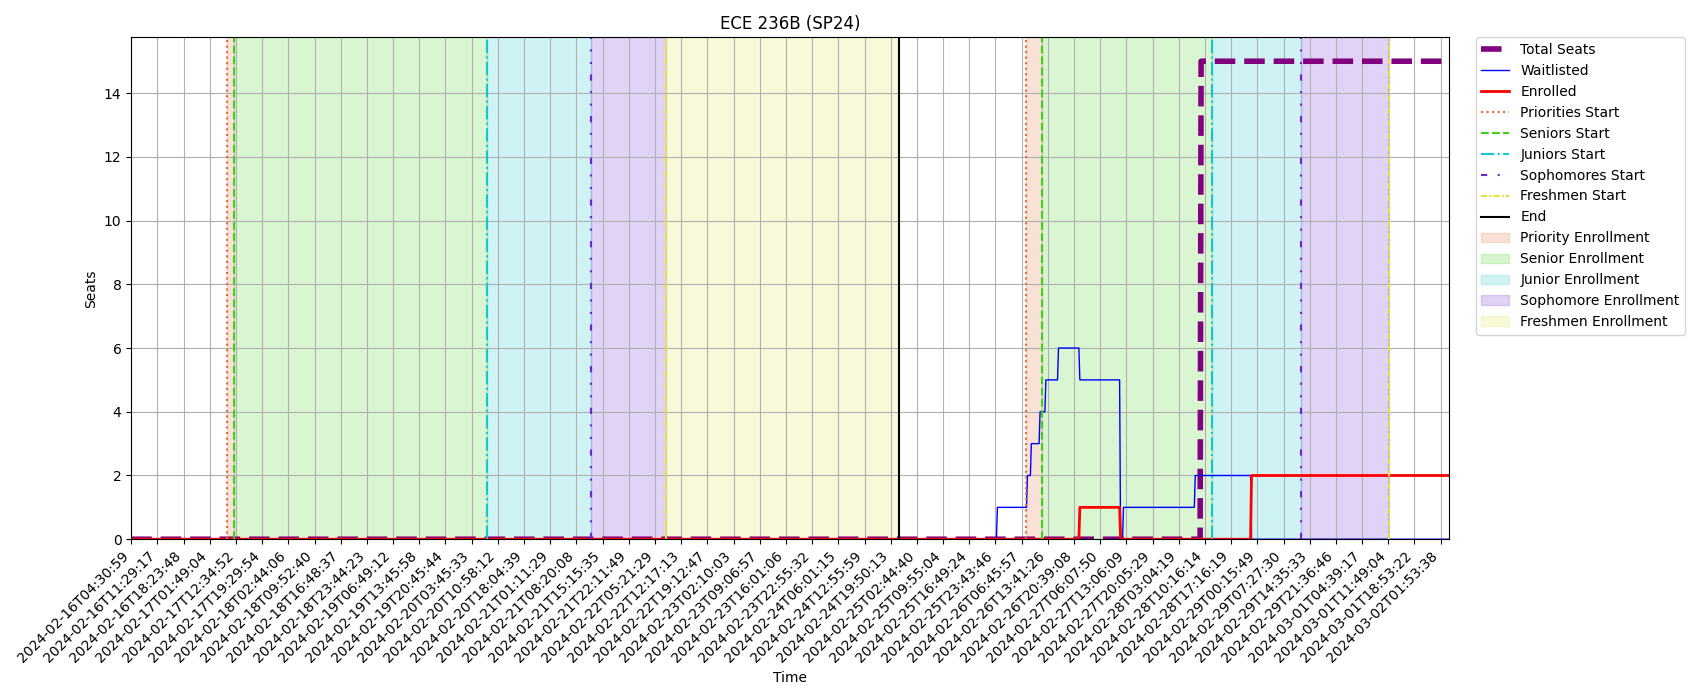 ECE 236B (SP24)
Seats
14
12
10
8
6
4
2
0
2024-02-16T04:30:59
2024-02-16T11:29:17
2024-02-16T18:23:48
2024-02-17T01:49:04
2024-02-17T12:34:52
2024-02-17T19:29:54
2024-02-18T02:44:06
2024-02-18T09:52:40
2024-02-18T16:48:37
2024-02-18T23:44:23
2024-02-19T06:49:12
2024-02-19T13:45:58
2024-02-19T20:45:44
2024-02-20T03:45:33
2024-02-20T10:58:12
2024-02-20T18:04:39
2024-02-21T01:11:29
2024-02-21T08:20:08
2024-02-21T15:15:35
2024-02-21T22:11:49
2024-02-22T05:21:29
2024-02-22T12:17:13
2024-02-22T19:12:47
2024-02-23T02:10:03
2024-02-23T09:06:57
2024-02-23T16:01:06
2024-02-23T22:55:32
2024-02-24T06:01:15
2024-02-24T12:55:59
2024-02-24T19:50:13
2024-02-25T02:44:40
2024-02-25T09:55:04
2024-02-25T16:49:24
2024-02-25T23:43:46
2024-02-26T06:45:57
2024-02-26T13:41:26
2024-02-26T20:39:08
2024-02-27T06:07:50
2024-02-27T13:06:09
2024-02-27T20:05:29
2024-02-28T03:04:19
2024-02-28T10:16:14
2024-02-28T17:16:19
2024-02-29T00:15:49
2024-02-29T07:27:30
2024-02-29T14:35:33
2024-02-29T21:36:46
2024-03-01T04:39:17
2024-03-01T11:49:04
2024-03-01T18:53:22
2024-03-02T01:53:38
Time
Total Seats
Waitlisted
Enrolled
Priorities Start
Seniors Start
Juniors Start
Sophomores Start
Freshmen Start
End
Priority Enrollment
Senior Enrollment
Junior Enrollment
Sophomore Enrollment
Freshmen Enrollment